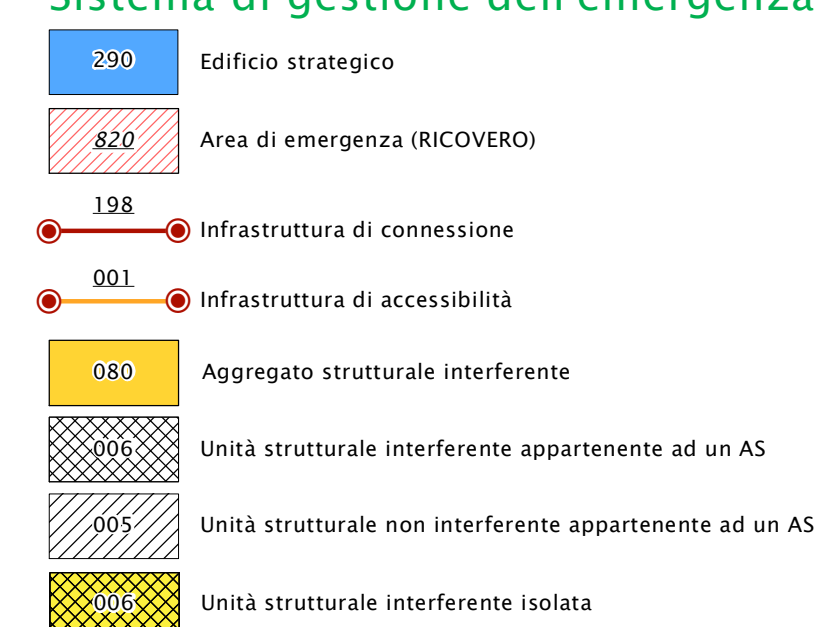 Sistema di gestione dell'emergenza
290 Edificio strategico
820 Area di emergenza (RICOVERO)
198
Infrastruttura di connessione
001
Infrastruttura di accessibilità
080 Aggregato strutturale interferente
006 Unità strutturale interferente appartenente ad un AS
005 Unità strutturale non interferente appartenente ad un AS
006 Unità strutturale interferente isolata